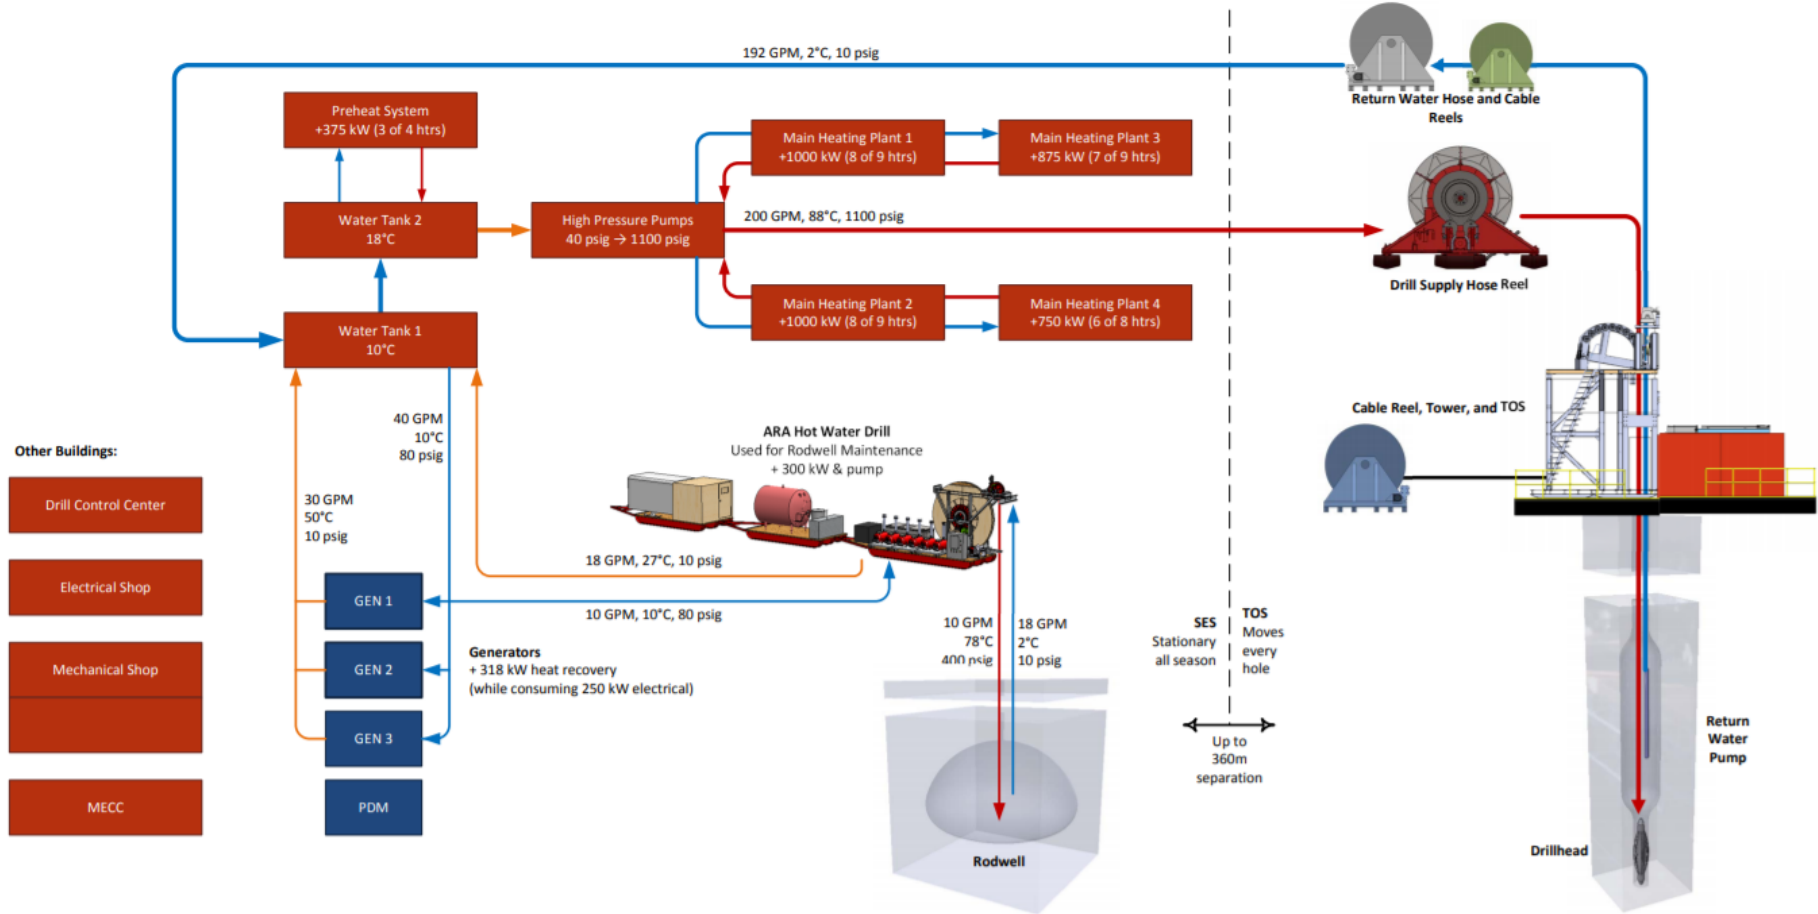 192 GPM, 2°C, 10 psig
Return Water Hose and Cable
Reels
Preheat System
+375 kW (3 of 4 htrs)
Main Heating Plant 1
+1000 kW (8 of 9 htrs)
Main Heating Plant 3
+875 kW (7 of 9 htrs)
Water Tank 2
18°C
High Pressure Pumps
40 psig → 1100 psig
200 GPM, 88°C, 1100 psig
Drill Supply Hose Reel
Main Heating Plant 2
+1000 kW (8 of 9 htrs)
Main Heating Plant 4
+750 kW (6 of 8 htrs)
Water Tank 1
10°C
40 GPM
10°C
80 psig
30 GPM
50°C
10 psig
ARA Hot Water Drill
Used for Rodwell Maintenance
+ 300 kW & pump
Cable Reel, Tower, and TOS
Other Buildings:
Drill Control Center
Electrical Shop
Mechanical Shop
MECC
18 GPM, 27°C, 10 psig
10 GPM, 10°C, 80 psig
GEN 1
GEN 2
GEN 3
PDM
Generators
+ 318 kW heat recovery
(while consuming 250 kW electrical)
10 GPM
78°C
400 psig
18 GPM
2°C
10 psig
SES
Stationary
all season
TOS
Moves
every
hole
Up to
360m
separation
Rodwell
Return
Water
Pump
Drillhead